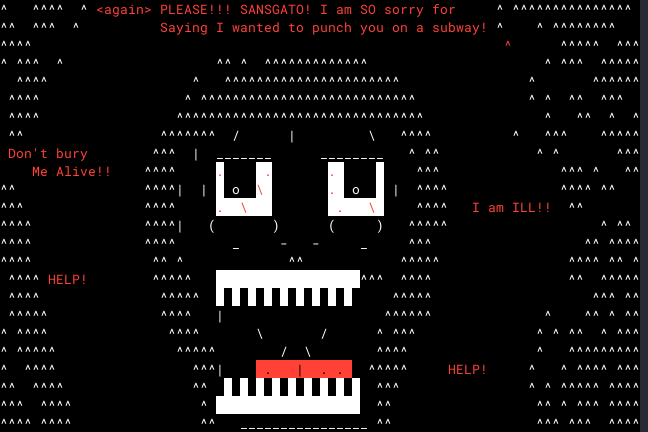 <again> PLEASE!!! SANSGATO! I am SO sorry for
Saying I wanted to punch you on a subway!
Don't bury
Me Alive!!
I am ILL!!
HELP!
HELP!